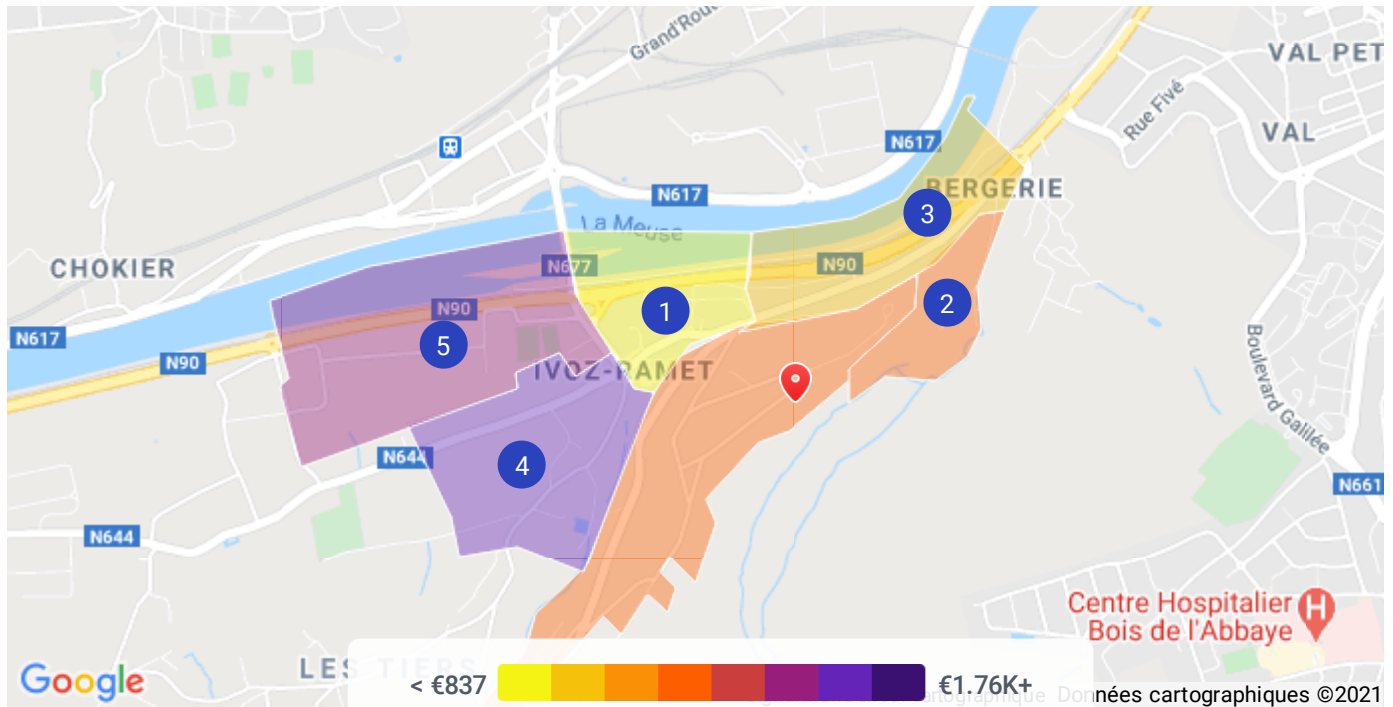 Grand'Rou
VAL PET
Rue Fivé
N617
VAL
N617
BERGERIE
3
La Meuse
CHOKIER
N677
N90
2
N90
1
N617
5
N90
IVOZ-RAMET
Boulevard Galilée
N644
4
N661
N644
Centre Hospitalier
Bois de l'Abbaye
H
LES TIERS
Google
< €837
€1.76K+
Données cartographiques ©2021